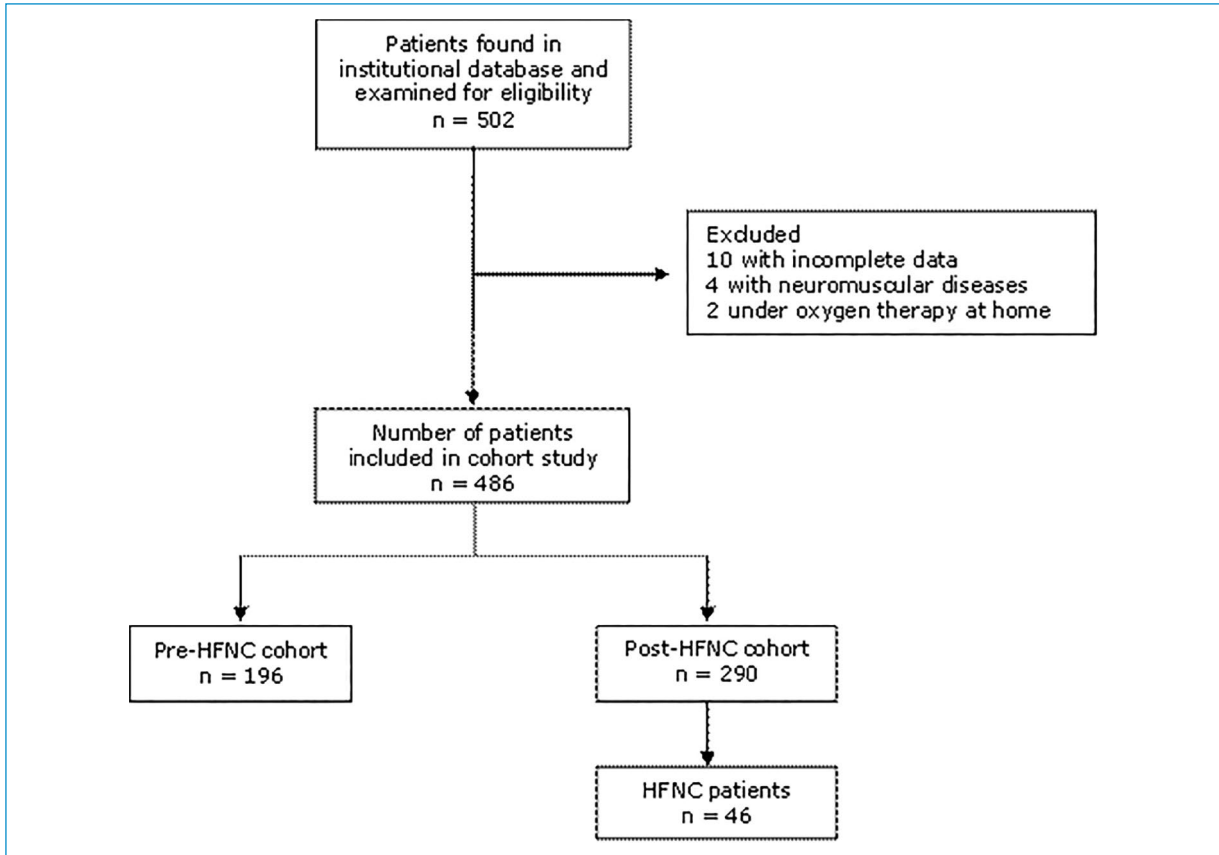 Patients found in
institutional database and
examined for eligibility
n = 502
Excluded
10 with incomplete data
4 with neuromuscular diseases
2 under oxygen therapy at home
Number of patients
included in cohort study
n = 486
Pre-HFNC cohort
n = 196
Post-HFNC cohort
n = 290
HFNC patients
n = 46